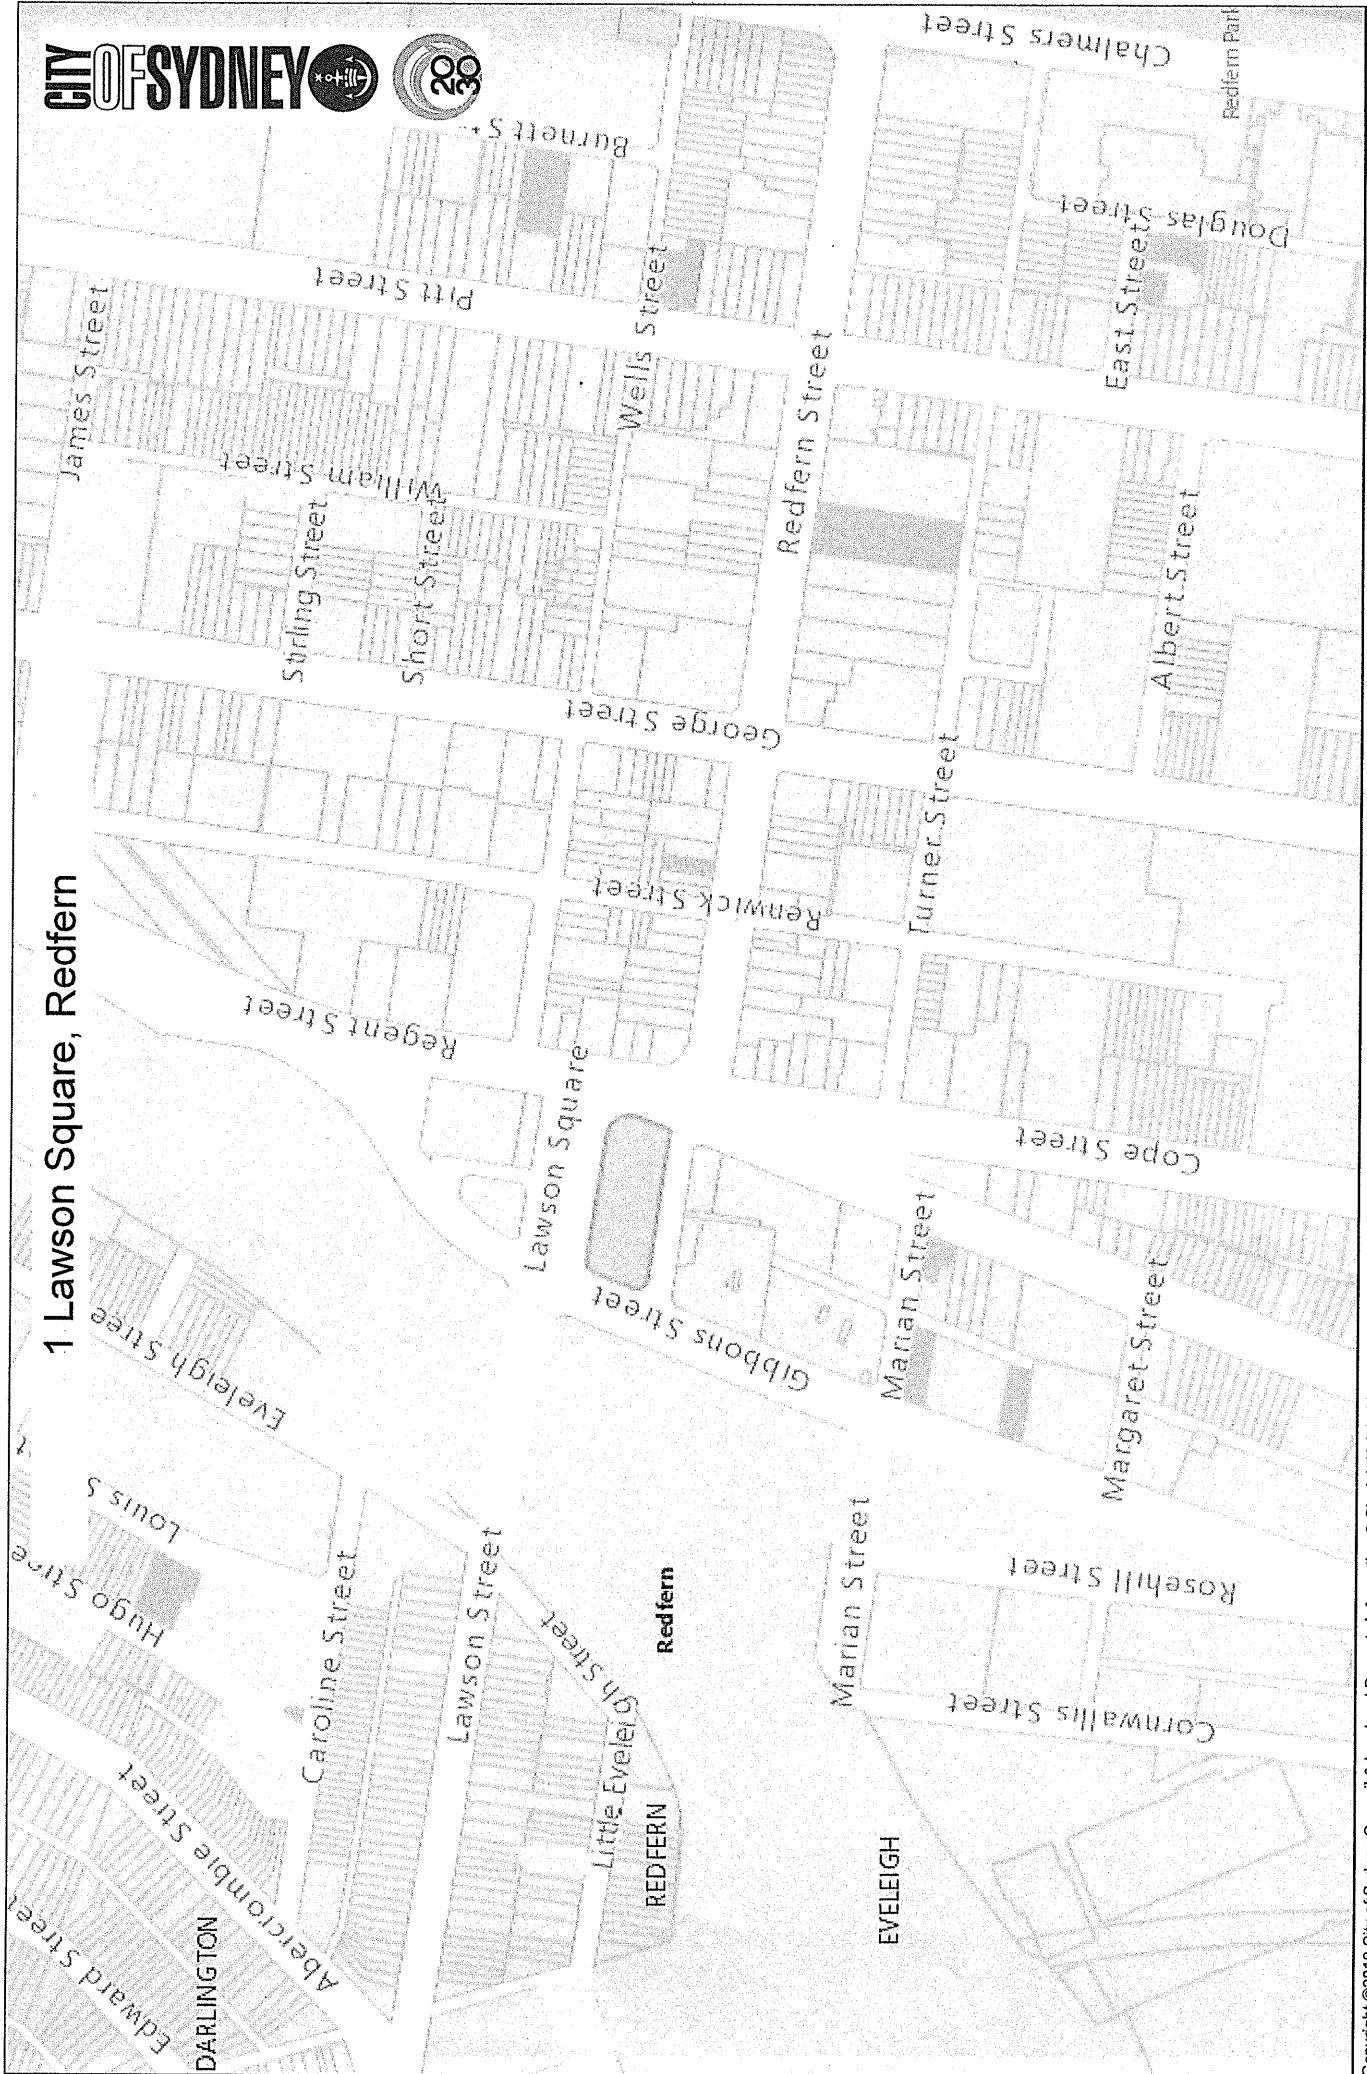 1 Lawson Square, Redfern
CITY OF SYDNEY
2030
James Street
Pitt Street
Burnett St
Chalmers Street
Redfern Park
Douglas Street
East Street
Wells Street
William Street
Stirling Street
Short Street
Redfern Street
Albert Street
George Street
Turner Street
Renwick Street
Regent Street
Lawson Square
Lawson Square
Cope Street
Marian Street
Margaret Street
Gibbons Street
Eveleigh Stree
Louis S
Hugo Stree
Caroline Street
Lawson Street
Little Eveleigh Street
Redfern
Marian Street
Rosehill Street
Cornwallis Street
Abercrombie Street
Edward Street
DARLINGTON
REDFERN
EVELEIGH